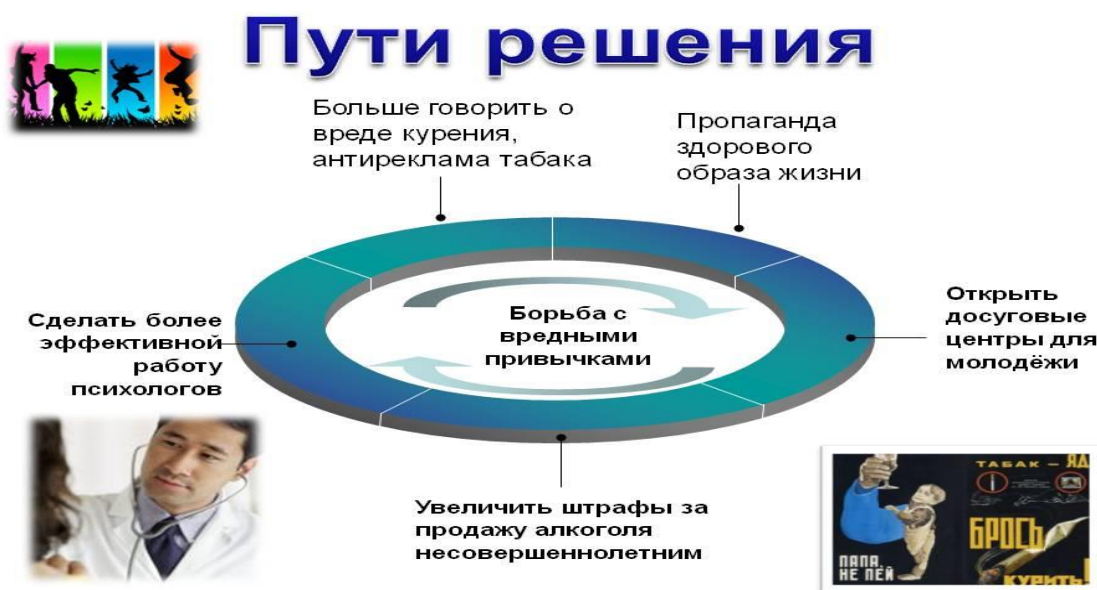 Пути решения
Больше говорить о
вреде курения,
антиреклама табака
Пропаганда
здорового
образа жизни
Сделать более
эффективной
работу
психологов
Борьба с
вредными
привычками
Открыть
досуговые
центры для
молодёжи
Увеличить штрафы за
продажу алкоголя
несовершеннолетним
ПАПА,
НЕ ПЕЙ
ТАБАК – ЯД
БРОСЬ
КУРИТЬ!